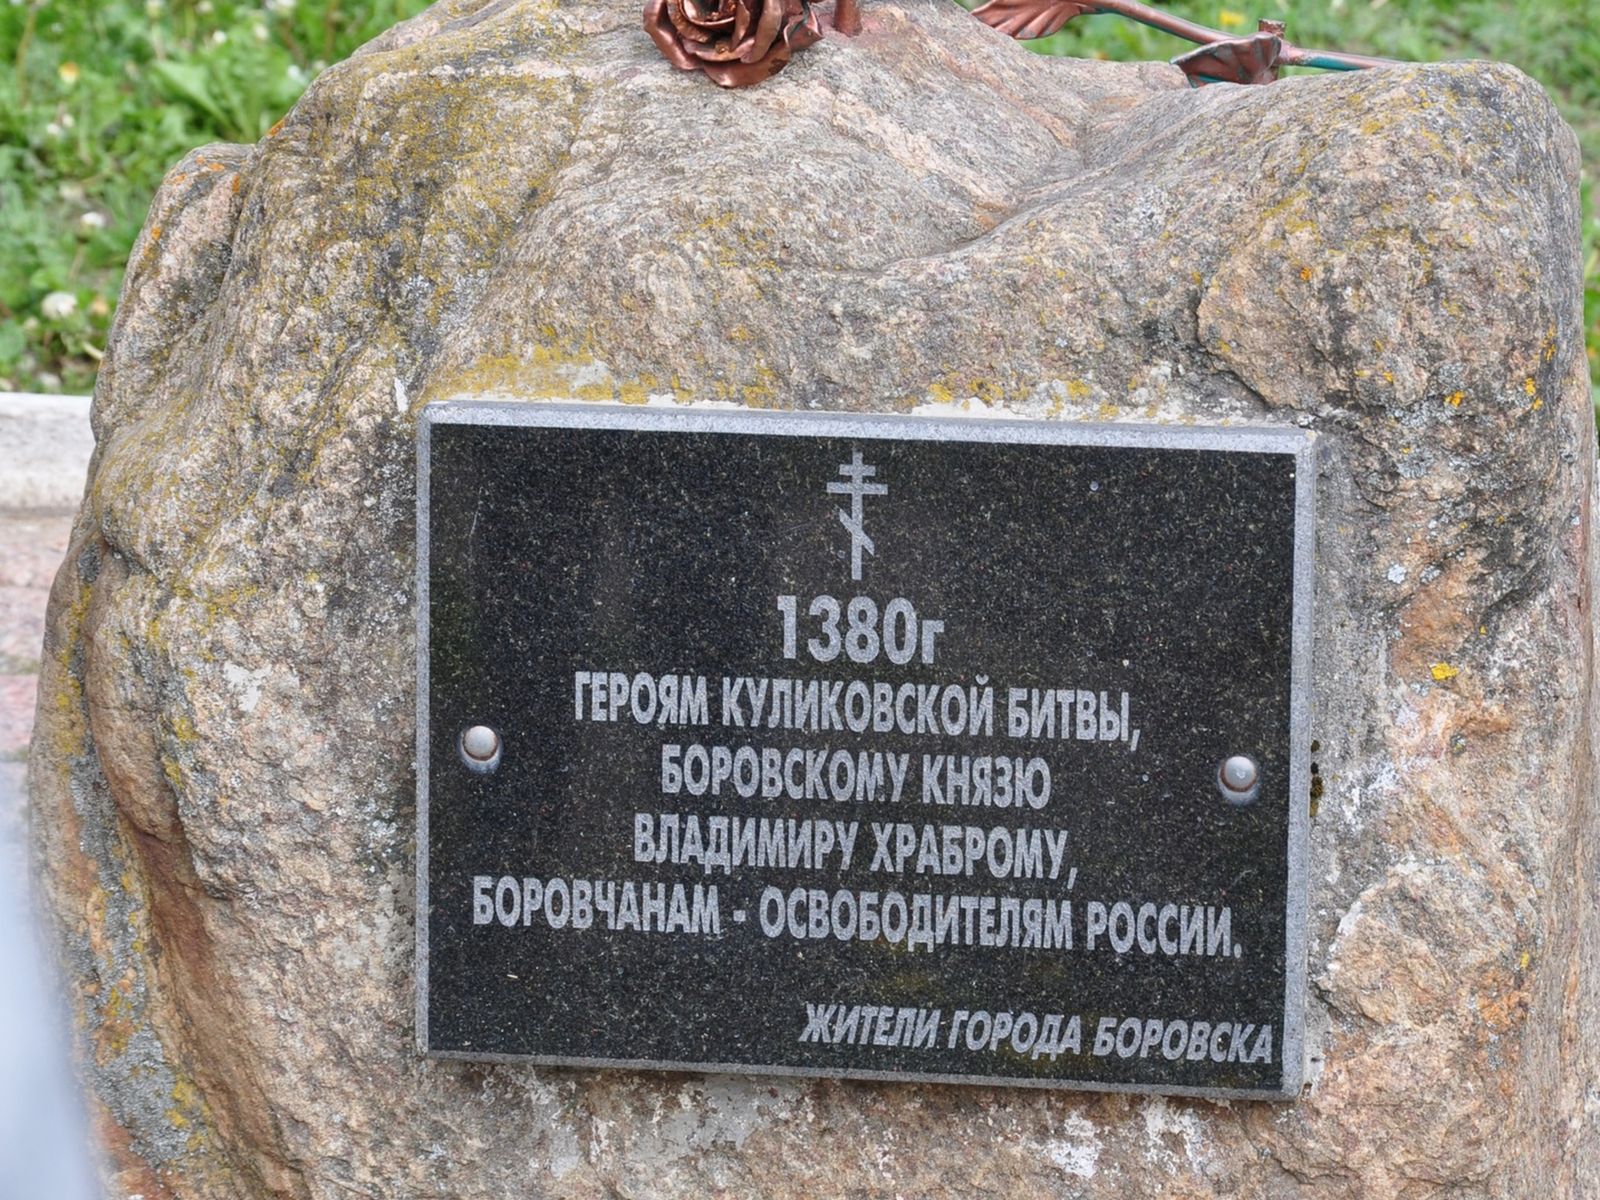 1380г
ГЕРОЯМ КУЛИКОВСКОЙ БИТВЫ,
БОРОВСКОМУ КНЯЗЮ
ВЛАДИМИРУ ХРАБРОМУ,
БОРОВЧАНАМ - ОСВОБОДИТЕЛЯМ РОССИИ.
ЖИТЕЛИ ГОРОДА БОРОВСКА